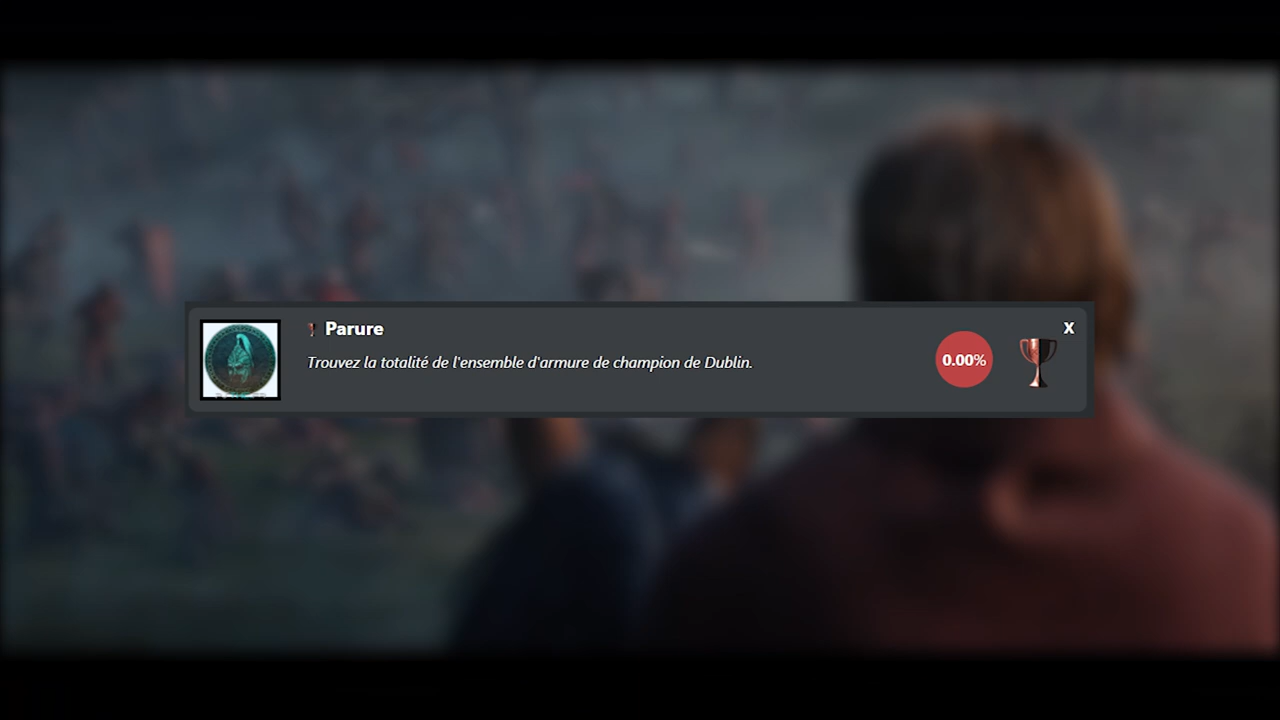 Parure
X
Trouvez la totalité de l'ensemble d'armure de champion de Dublin.
0.00%